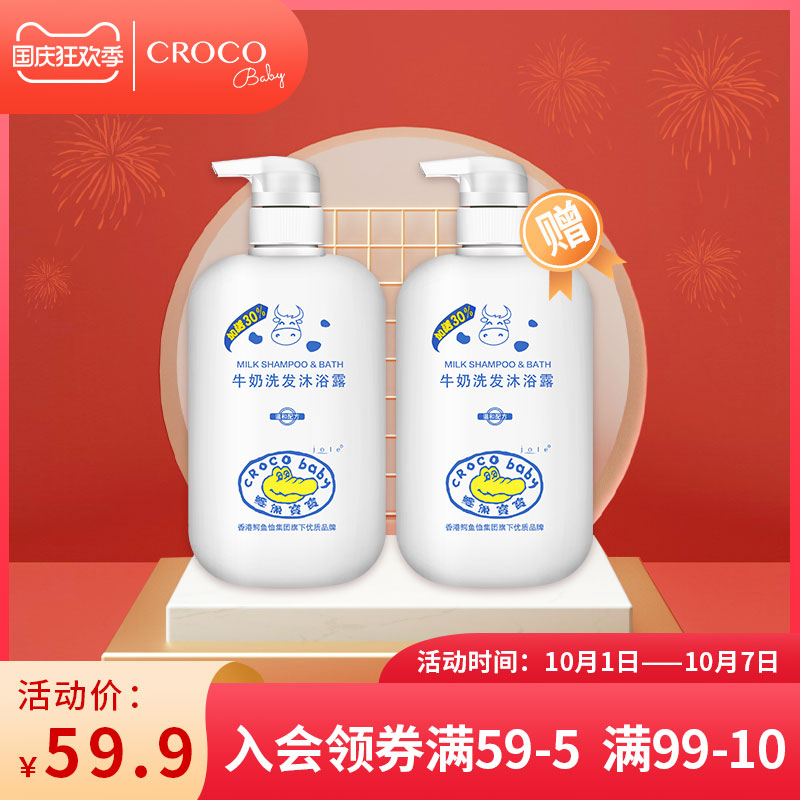 国庆狂欢季
CROCO
Baby
赠
加赠30%
MILK SHAMPOO & BATH
牛奶洗发沐浴露
温和配方
jole
CROCO baby
鳄鱼宝宝
香港鳄鱼恤集团旗下优质品牌
加赠30%
MILK SHAMPOO & BATH
牛奶洗发沐浴露
温和配方
jole
CROCO baby
鳄鱼宝宝
香港鳄鱼恤集团旗下优质品牌
活动时间：10月1日——10月7日
活动价：
¥59.9
入会领券满59-5 满99-10